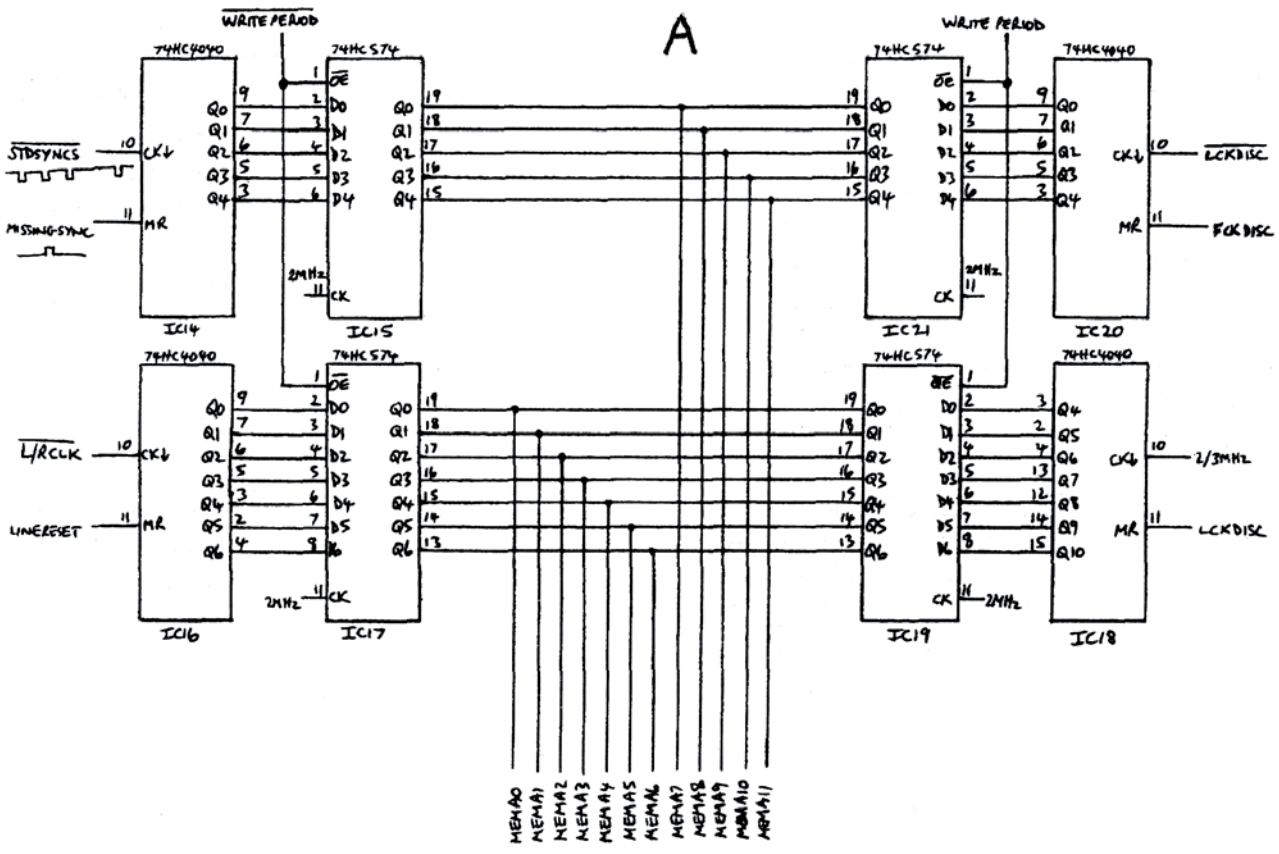 WRITE PERIOD
A
WRITE PERIOD
74HC4040
74HC574
74HC574
74HC4040
1 OE
OE 1
Q0 9 2 D0 Q0 19
19 Q0 D0 2 9 Q0
Q1 7 3 D1 Q1 18
18 Q1 D1 3 7 Q1
STDSYNCS 10 CK↓ Q2 6 4 D2 Q2 17
17 Q2 D2 4 6 Q2 CK↓ 10 LCKDISC
Q3 5 5 D3 Q3 16
16 Q3 D3 5 5 Q3
Q4 3 6 D4 Q4 15
15 Q4 D4 6 3 Q4
MISSING-SYNC 11 MR
MR 11 FCKDISC
2MHz 11 CK
2MHz CK 11
IC14
IC15
IC21
IC20
74HC4040
74HC574
74HC574
74HC4040
1 OE
OE 1
Q0 9 2 D0 Q0 19
19 Q0 D0 2 3 Q4
Q1 7 3 D1 Q1 18
18 Q1 D1 3 2 Q5
L/RCLK 10 CK↓ Q2 6 4 D2 Q2 17
17 Q2 D2 4 4 Q6 CK↓ 10 2/3MHz
Q3 5 5 D3 Q3 16
16 Q3 D3 5 13 Q7
Q4 3 6 D4 Q4 15
15 Q4 D4 6 12 Q8
LINERESET 11 MR Q5 2 7 D5 Q5 14
14 Q5 D5 7 14 Q9 MR 11 LCKDISC
Q6 4 8 D6 Q6 13
13 Q6 D6 8 15 Q10
2MHz 11 CK
CK 11 2MHz
IC16
IC17
IC19
IC18
MEMA0
MEMA1
MEMA2
MEMA3
MEMA4
MEMA5
MEMA6
MEMA7
MEMA8
MEMA9
MEMA10
MEMA11